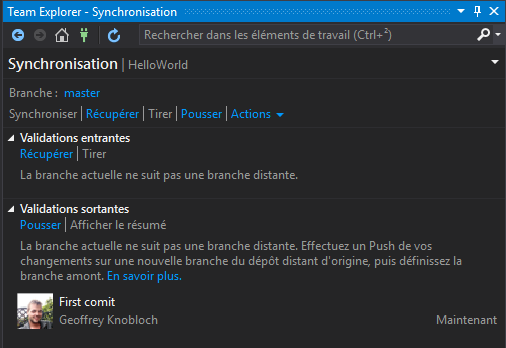 Team Explorer - Synchronisation
Rechercher dans les éléments de travail (Ctrl+²)
Synchronisation | HelloWorld
Branche : master
Synchroniser | Récupérer | Tirer | Pousser | Actions
Validations entrantes
Récupérer | Tirer
La branche actuelle ne suit pas une branche distante.
Validations sortantes
Pousser | Afficher le résumé
La branche actuelle ne suit pas une branche distante. Effectuez un Push de vos
changements sur une nouvelle branche du dépôt distant d'origine, puis définissez la
branche amont. En savoir plus.
First comit
Geoffrey Knobloch Maintenant